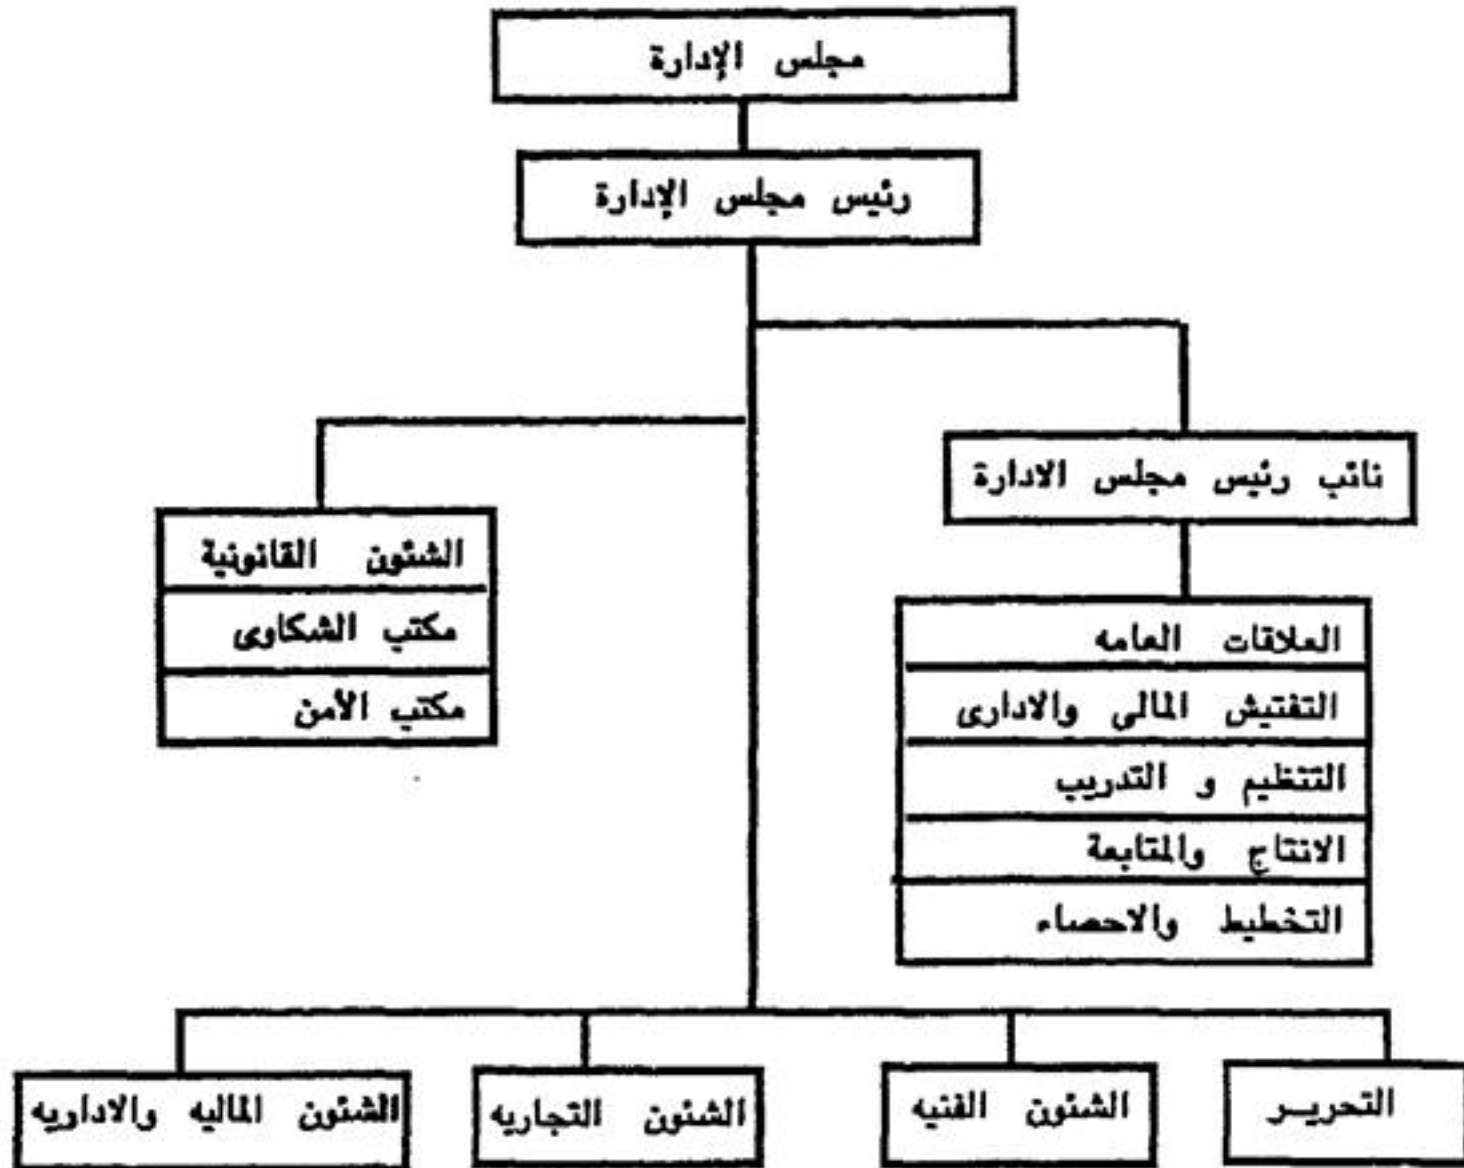 مجلس الإدارة
رئيس مجلس الإدارة
نائب رئيس مجلس الادارة
العلاقات العامه
التفتيش المالى والادارى
التنظيم و التدريب
الانتاج والمتابعة
التخطيط والاحصاء
الشئون القانونية
مكتب الشكاوى
مكتب الأمن
التحريــر
الشئون الفنيه
الشئون التجاريه
الشئون الماليه والاداريه